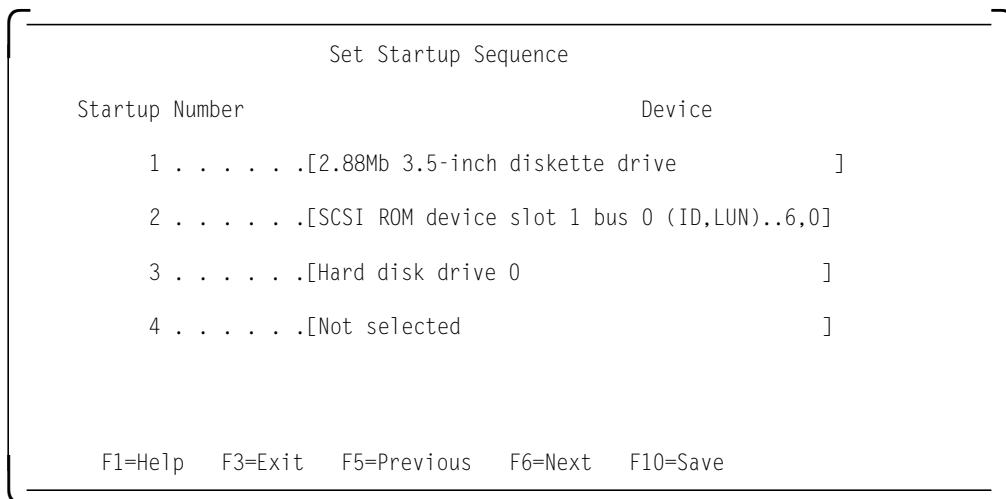 Set Startup Sequence
Startup Number Device
1 . . . . . .[2.88Mb 3.5-inch diskette drive ]
2 . . . . . .[SCSI ROM device slot 1 bus 0 (ID,LUN)..6,0]
3 . . . . . .[Hard disk drive 0 ]
4 . . . . . .[Not selected ]
F1=Help F3=Exit F5=Previous F6=Next F10=Save